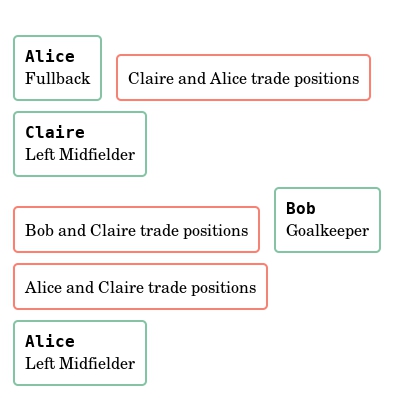 Alice
Fullback
Claire and Alice trade positions
Claire
Left Midfielder
Bob and Claire trade positions
Bob
Goalkeeper
Alice and Claire trade positions
Alice
Left Midfielder